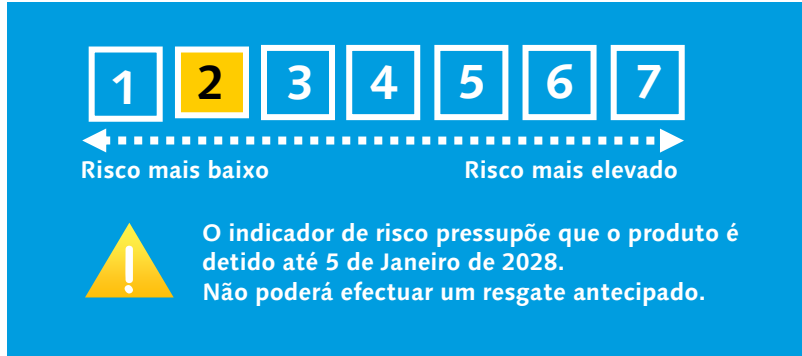 1 2 3 4 5 6 7
Risco mais baixo Risco mais elevado
O indicador de risco pressupõe que o produto é
detido até 5 de Janeiro de 2028.
Não poderá efectuar um resgate antecipado.